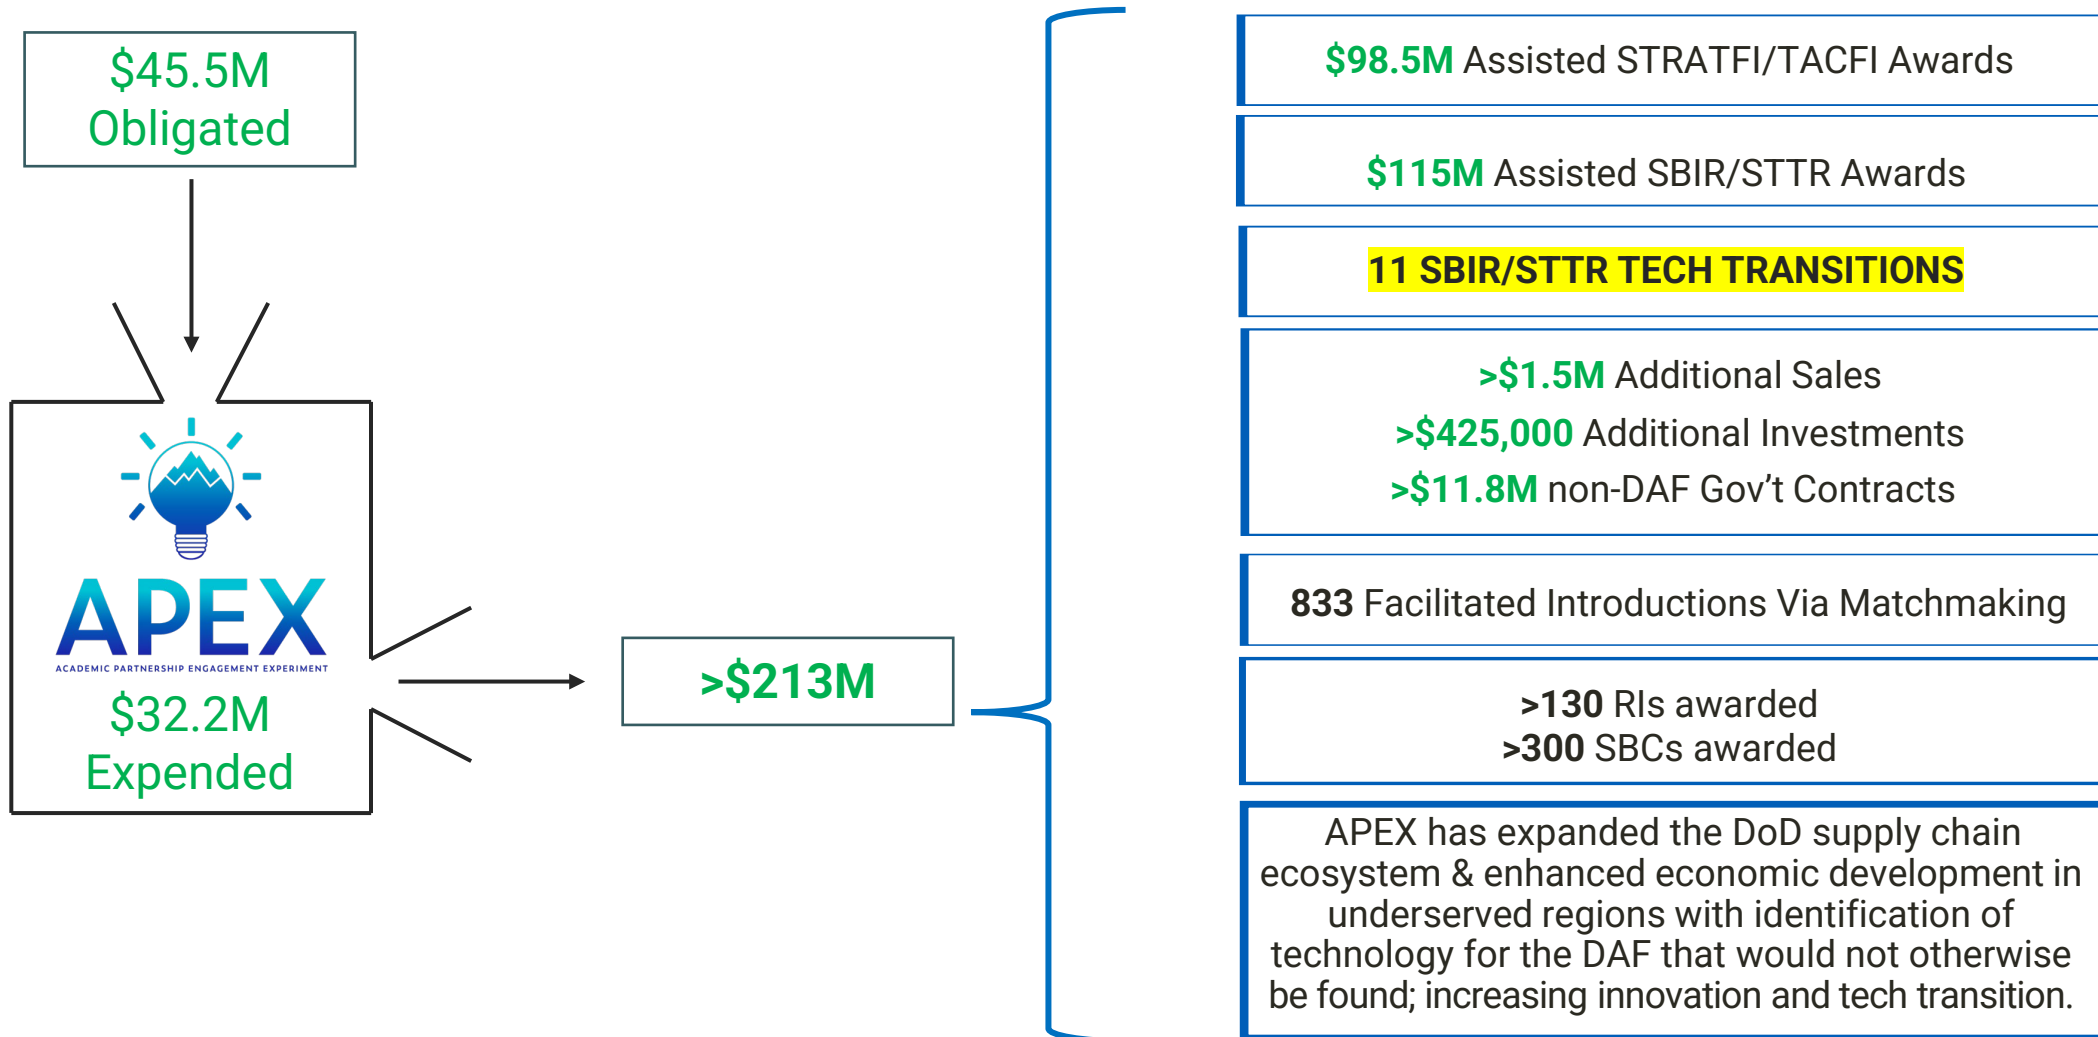 $45.5M
Obligated
APEX
ACADEMIC PARTNERSHIP ENGAGEMENT EXPERIMENT
$32.2M
Expended
>$213M
$98.5M Assisted STRATFI/TACFI Awards
$115M Assisted SBIR/STTR Awards
11 SBIR/STTR TECH TRANSITIONS
>$1.5M Additional Sales
>$425,000 Additional Investments
>$11.8M non-DAF Gov’t Contracts
833 Facilitated Introductions Via Matchmaking
>130 RIs awarded
>300 SBCs awarded
APEX has expanded the DoD supply chain
ecosystem & enhanced economic development in
underserved regions with identification of
technology for the DAF that would not otherwise
be found; increasing innovation and tech transition.